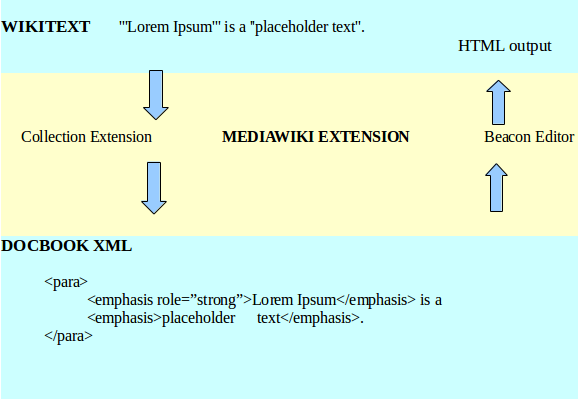 WIKITEXT '''Lorem Ipsum''' is a ''placeholder text''.
HTML output
Collection Extension MEDIAWIKI EXTENSION Beacon Editor
DOCBOOK XML
<para>
<emphasis role=”strong”>Lorem Ipsum</emphasis> is a
<emphasis>placeholder text</emphasis>.
</para>